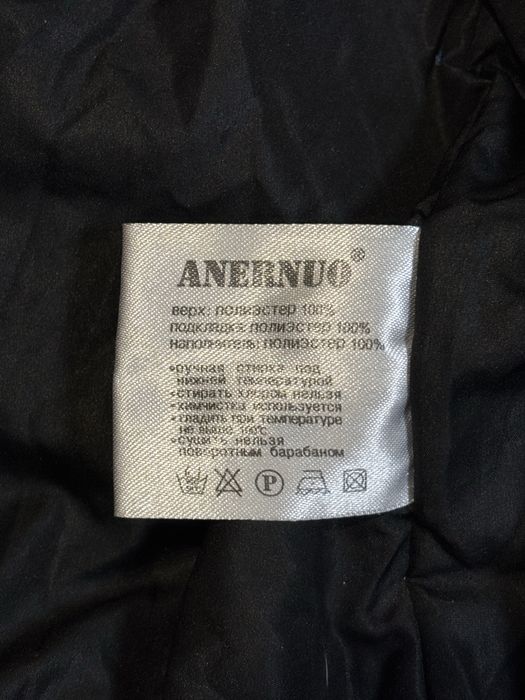 ANERNUO®
верх: полиэстер 100%
подкладка: полиэстер 100%
наполнитель: полиэстер 100%
•ручная стирка под
нижней температурой
•стирать хлором нельзя
•химчистка используется
•гладить при температуре
не выше 100℃
•сушить нельзя
поворотным барабаном
P